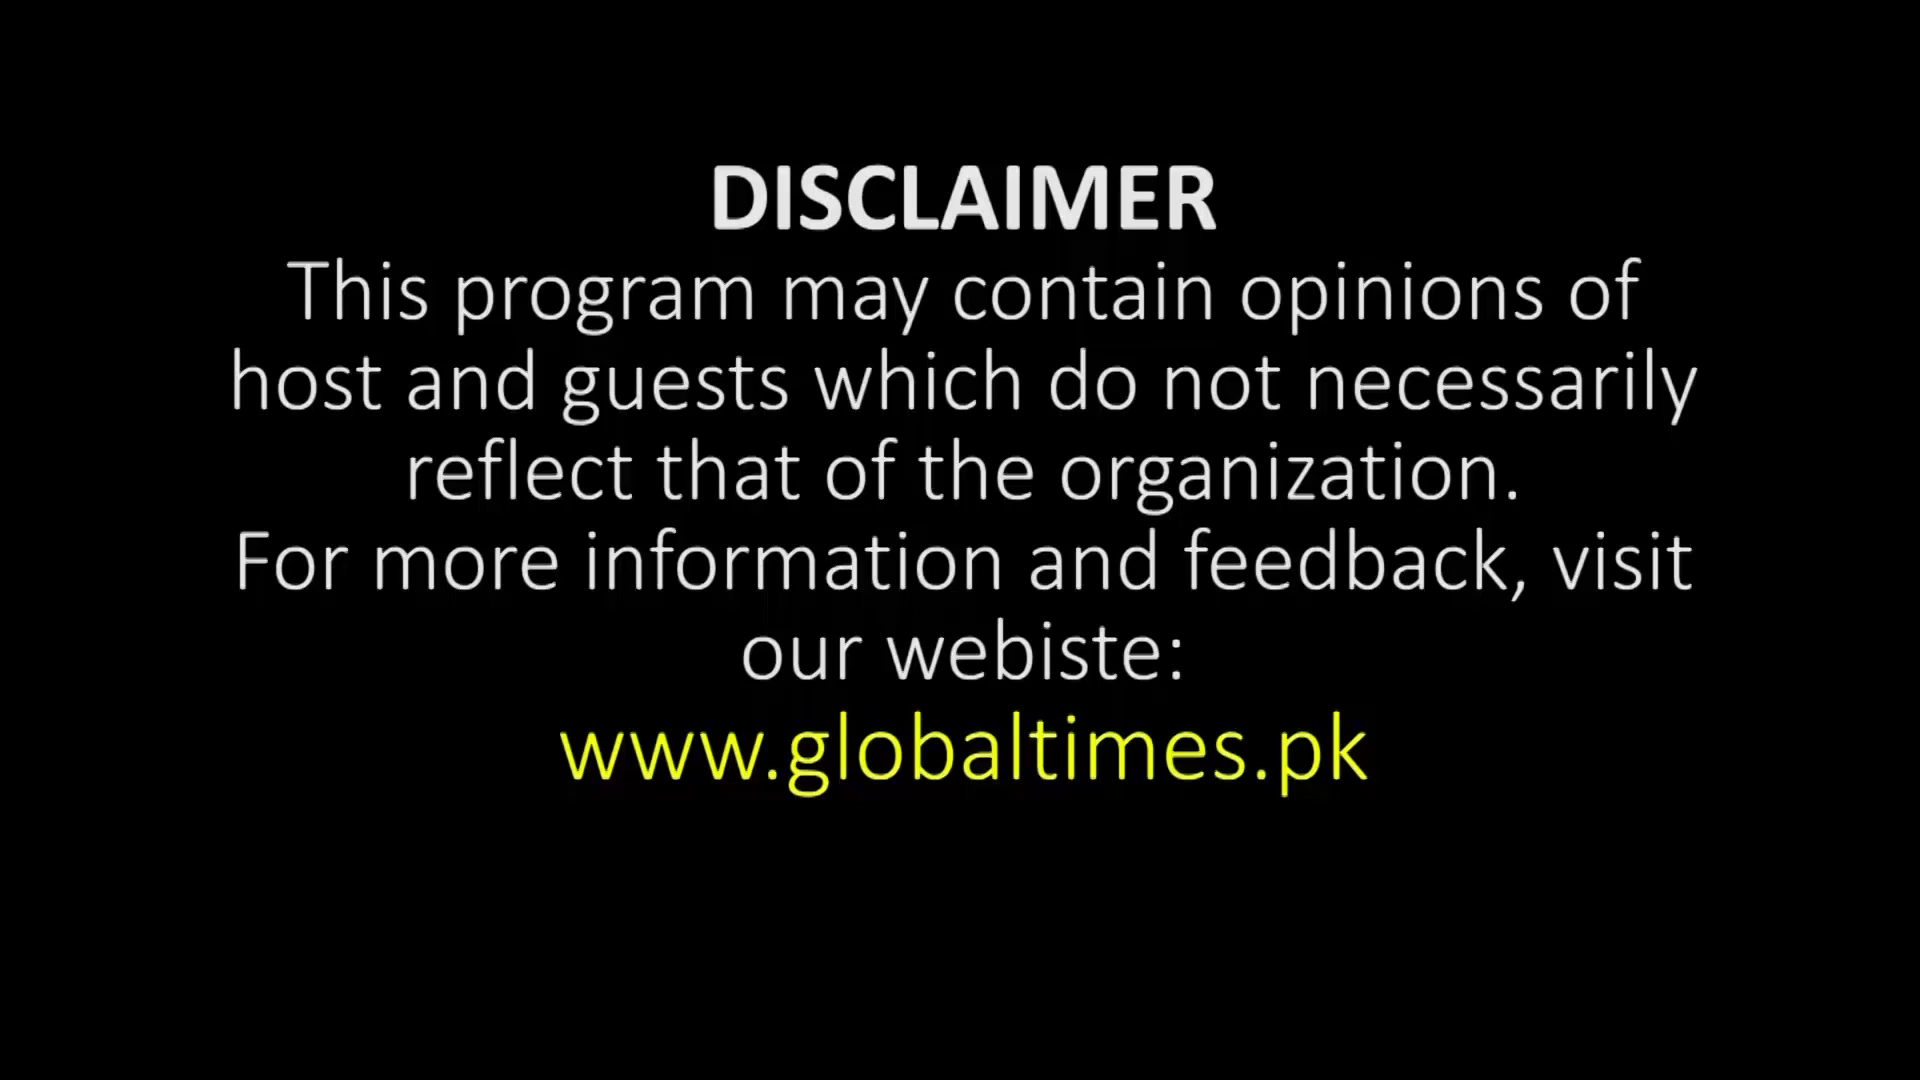 DISCLAIMER
This program may contain opinions of
host and guests which do not necessarily
reflect that of the organization.
For more information and feedback, visit
our webiste:
www.globaltimes.pk